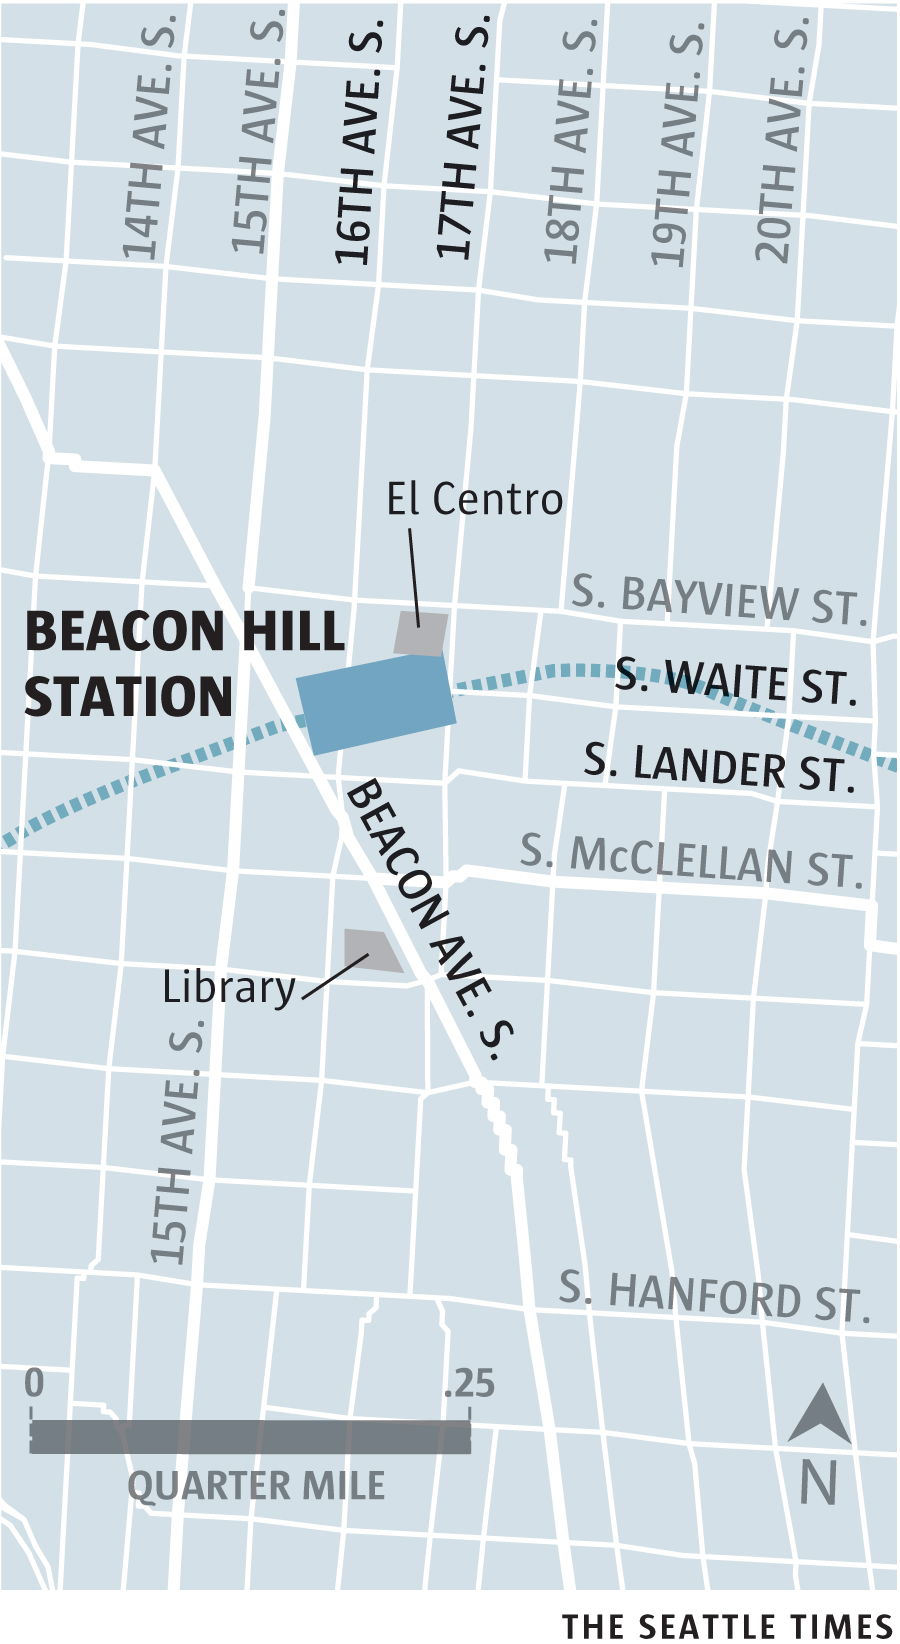 14TH AVE. S.
15TH AVE. S.
16TH AVE. S.
17TH AVE. S.
18TH AVE. S.
19TH AVE. S.
20TH AVE. S.
El Centro
S. BAYVIEW ST.
BEACON HILL
STATION
S. WAITE ST.
S. LANDER ST.
BEACON AVE. S.
S. McCLELLAN ST.
Library
15TH AVE. S.
S. HANFORD ST.
0
.25
QUARTER MILE
N
THE SEATTLE TIMES